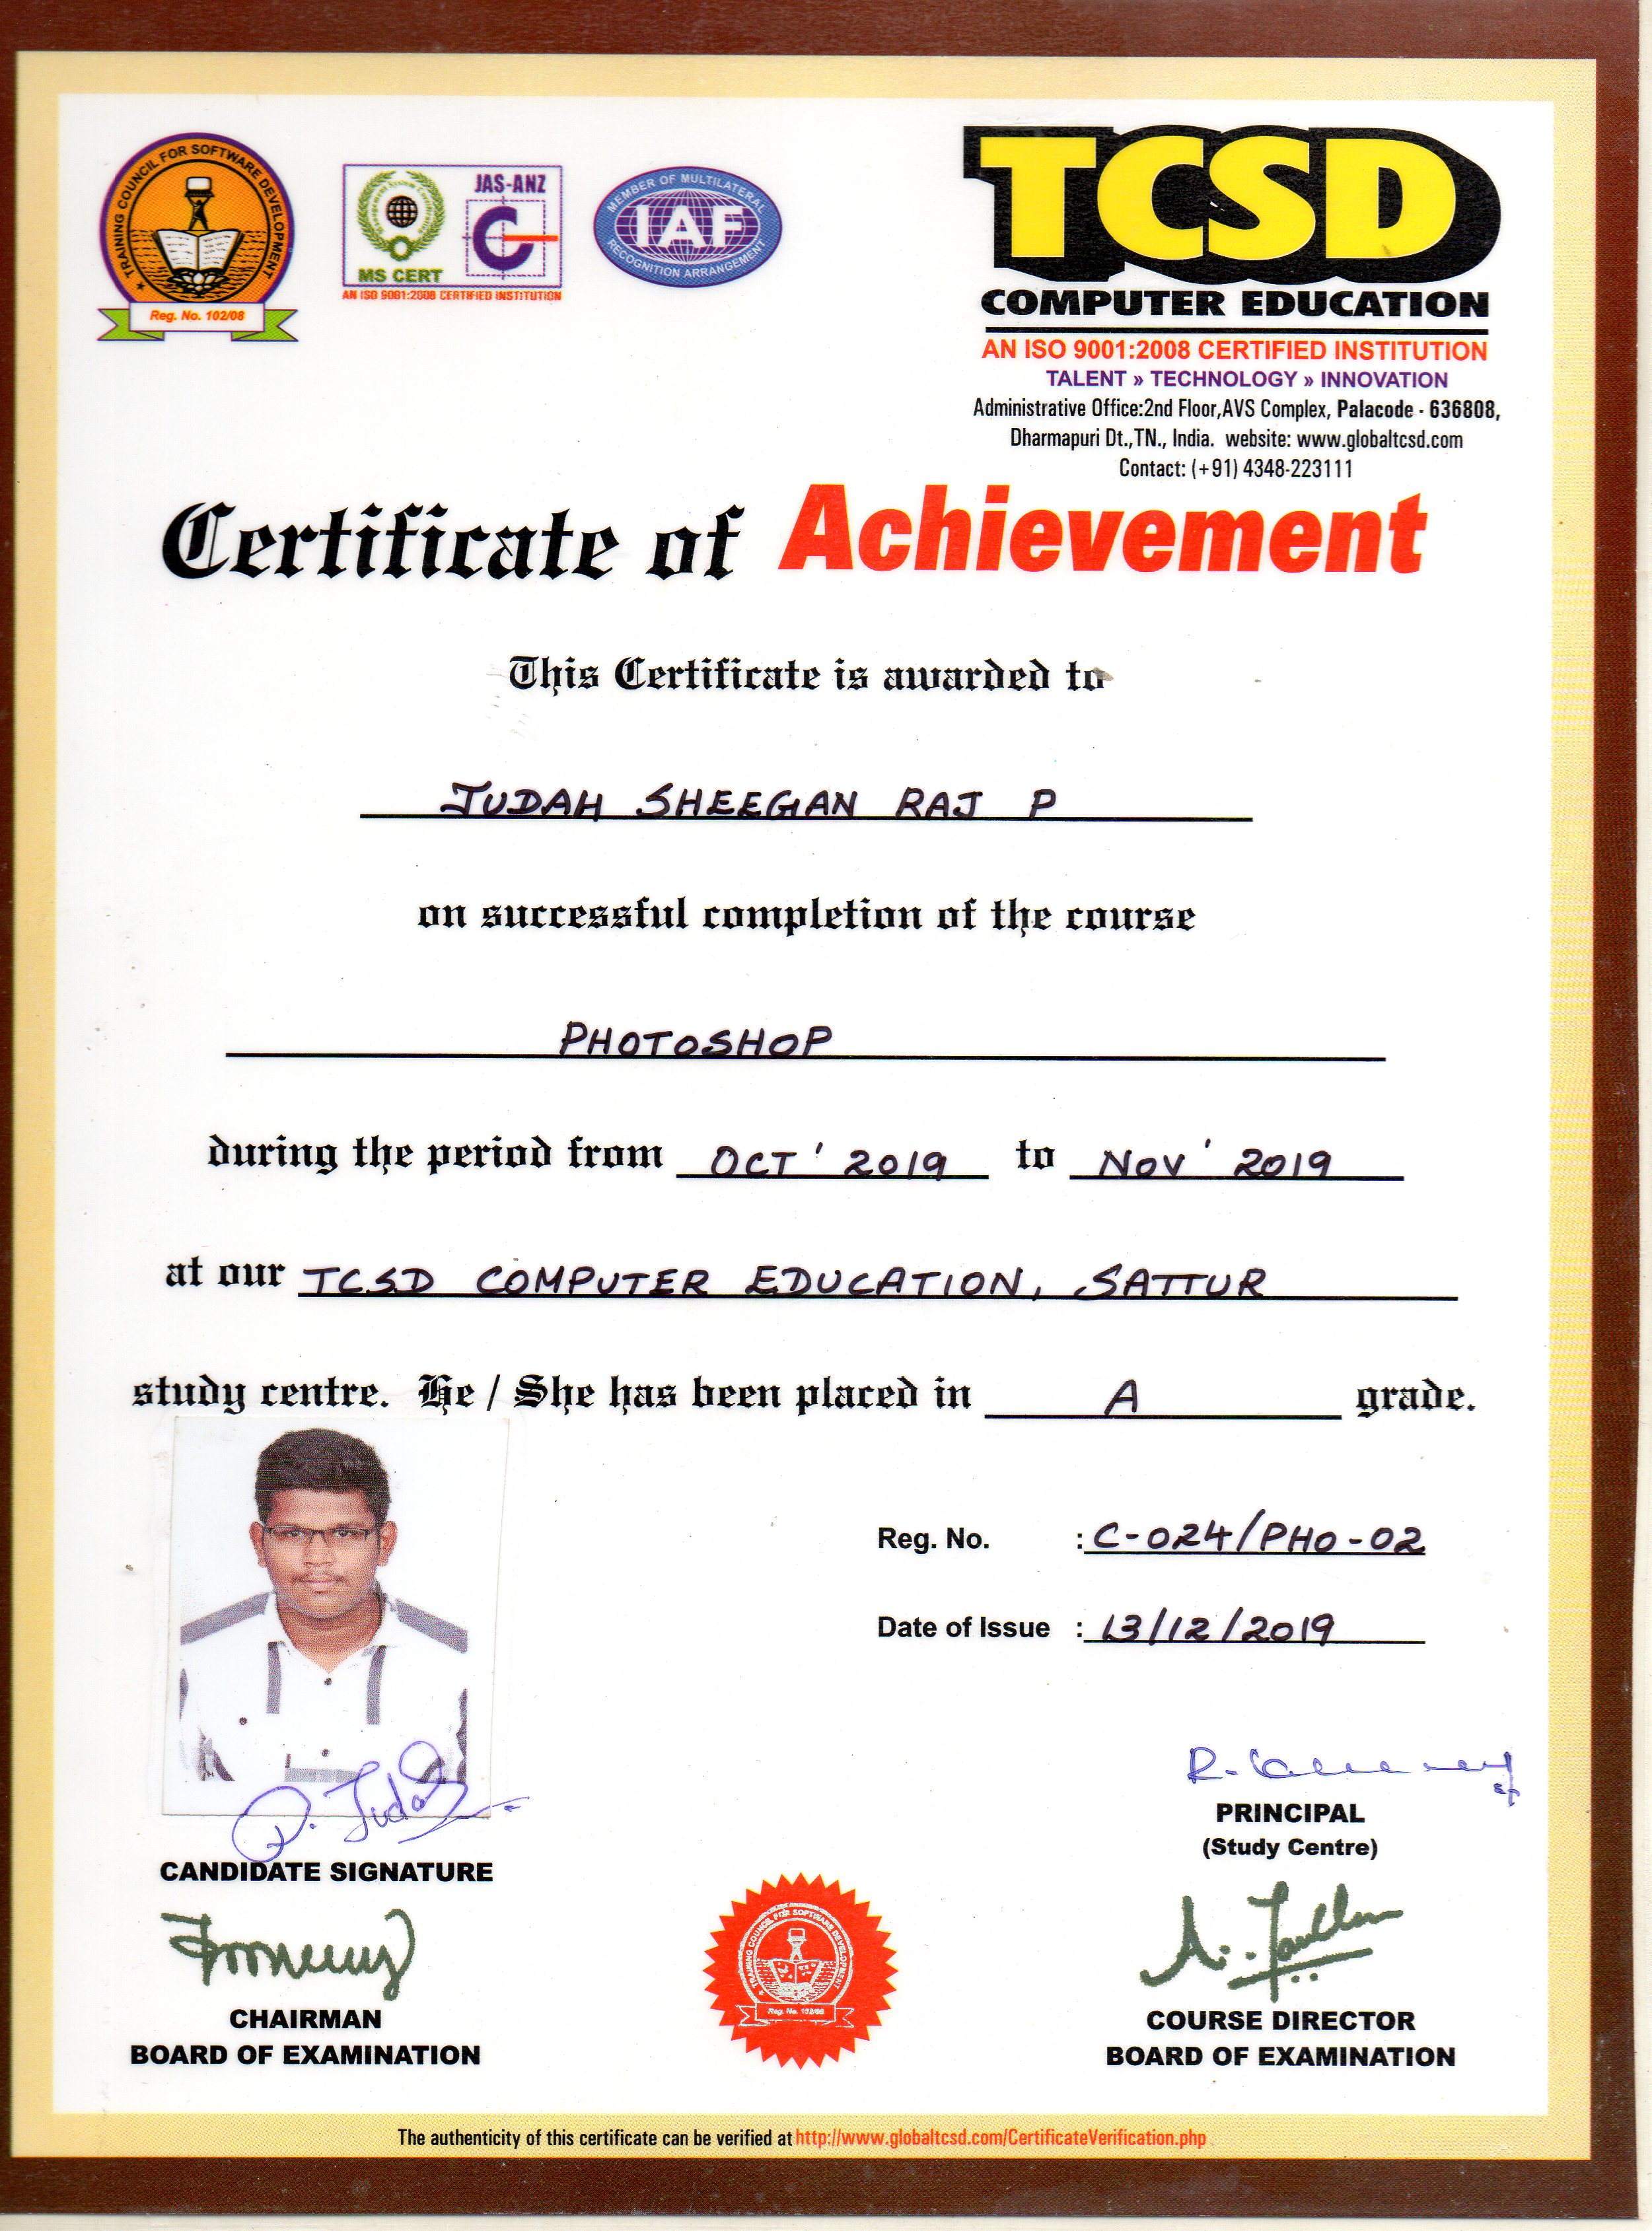 TRAINING COUNCIL FOR SOFTWARE DEVELOPMENT
Reg. No. 102/08
MS CERT
JAS-ANZ
AN ISO 9001:2008 CERTIFIED INSTITUTION
MEMBER OF MULTILATERAL
IAF
RECOGNITION ARRANGEMENT
TCSD
COMPUTER EDUCATION
AN ISO 9001:2008 CERTIFIED INSTITUTION
TALENT » TECHNOLOGY » INNOVATION
Administrative Office:2nd Floor,AVS Complex, Palacode - 636808,
Dharmapuri Dt.,TN., India. website: www.globaltcsd.com
Contact: (+91) 4348-223111
Certificate of Achievement
This Certificate is awarded to
JUDAH SHEEGAN RAJ P
on successful completion of the course
PHOTOSHOP
during the period from OCT' 2019 to NOV' 2019
at our TCSD COMPUTER EDUCATION, SATTUR
study centre. He / She has been placed in A grade.
Reg. No. : C-024/PHO-02
Date of Issue : 13/12/2019
P. Judah
CANDIDATE SIGNATURE
PRINCIPAL
(Study Centre)
CHAIRMAN
BOARD OF EXAMINATION
TRAINING COUNCIL FOR SOFTWARE DEVELOPMENT
Reg. No. 102/08
COURSE DIRECTOR
BOARD OF EXAMINATION
The authenticity of this certificate can be verified at http://www.globaltcsd.com/CertificateVerification.php